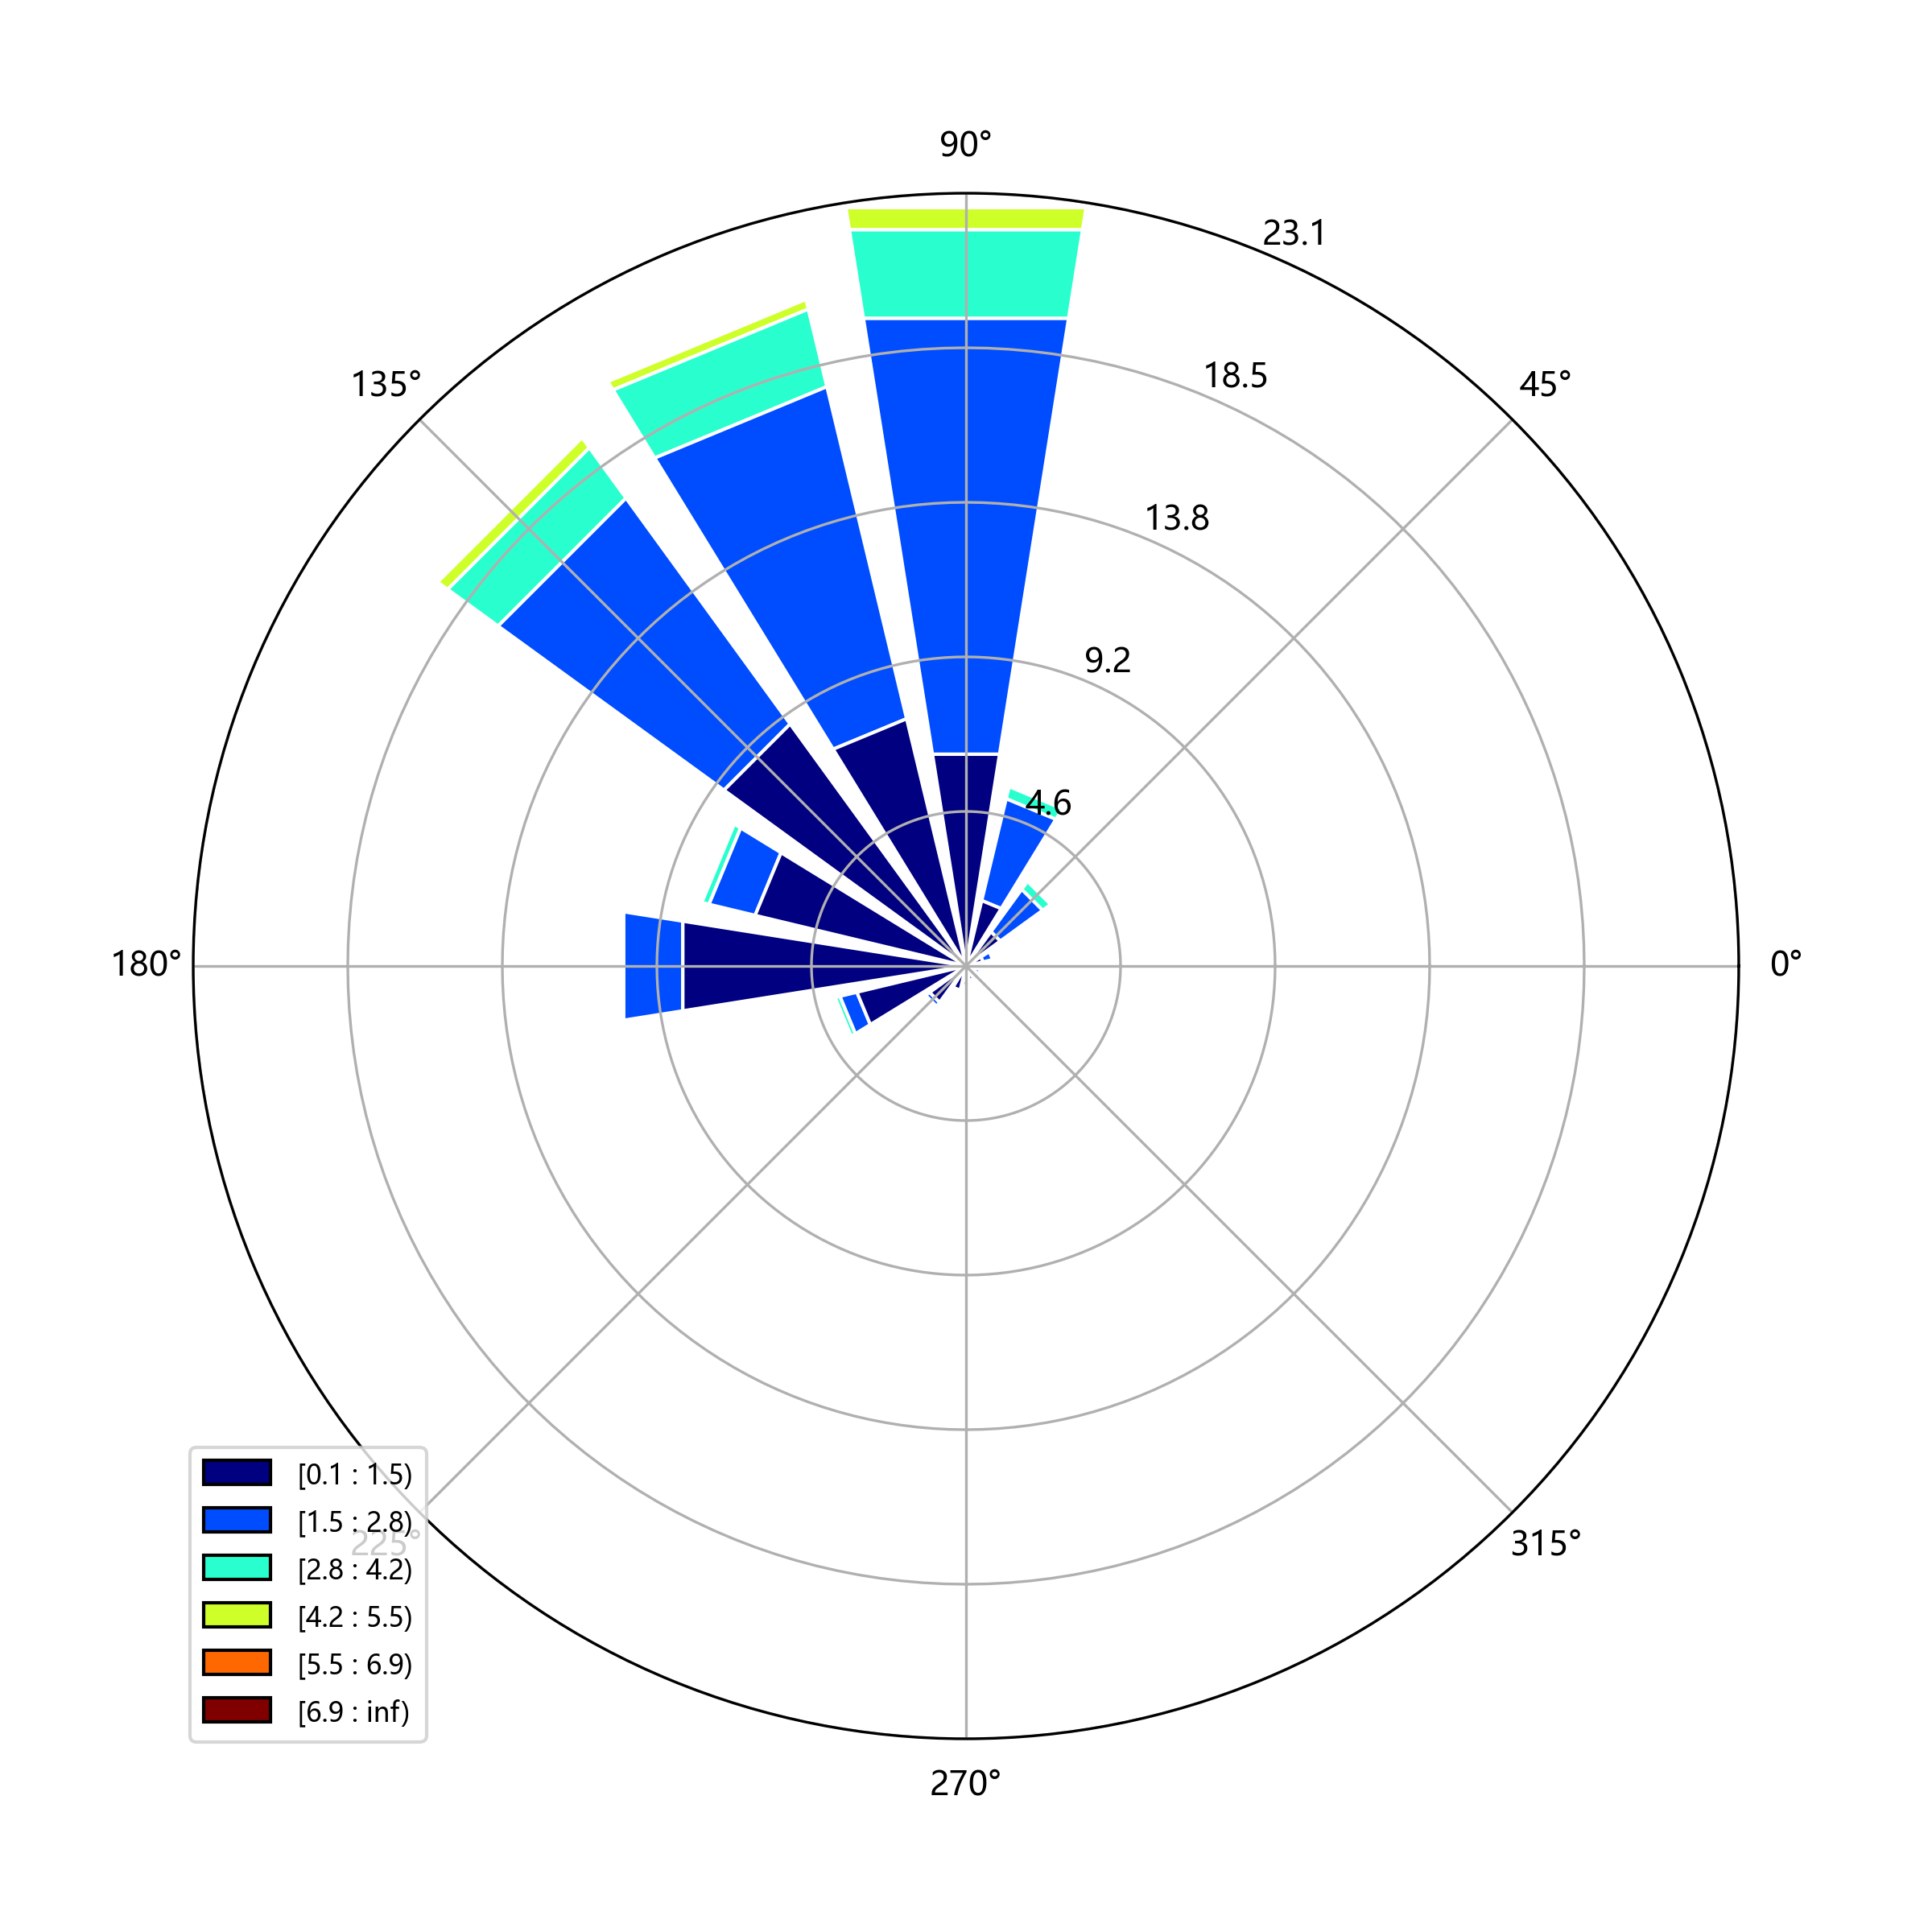 90°
23.1
135°
18.5
45°
13.8
9.2
4.6
180°
0°
[0.1 : 1.5)
[1.5 : 2.8)
225°
[2.8 : 4.2)
[4.2 : 5.5)
[5.5 : 6.9)
[6.9 : inf)
315°
270°